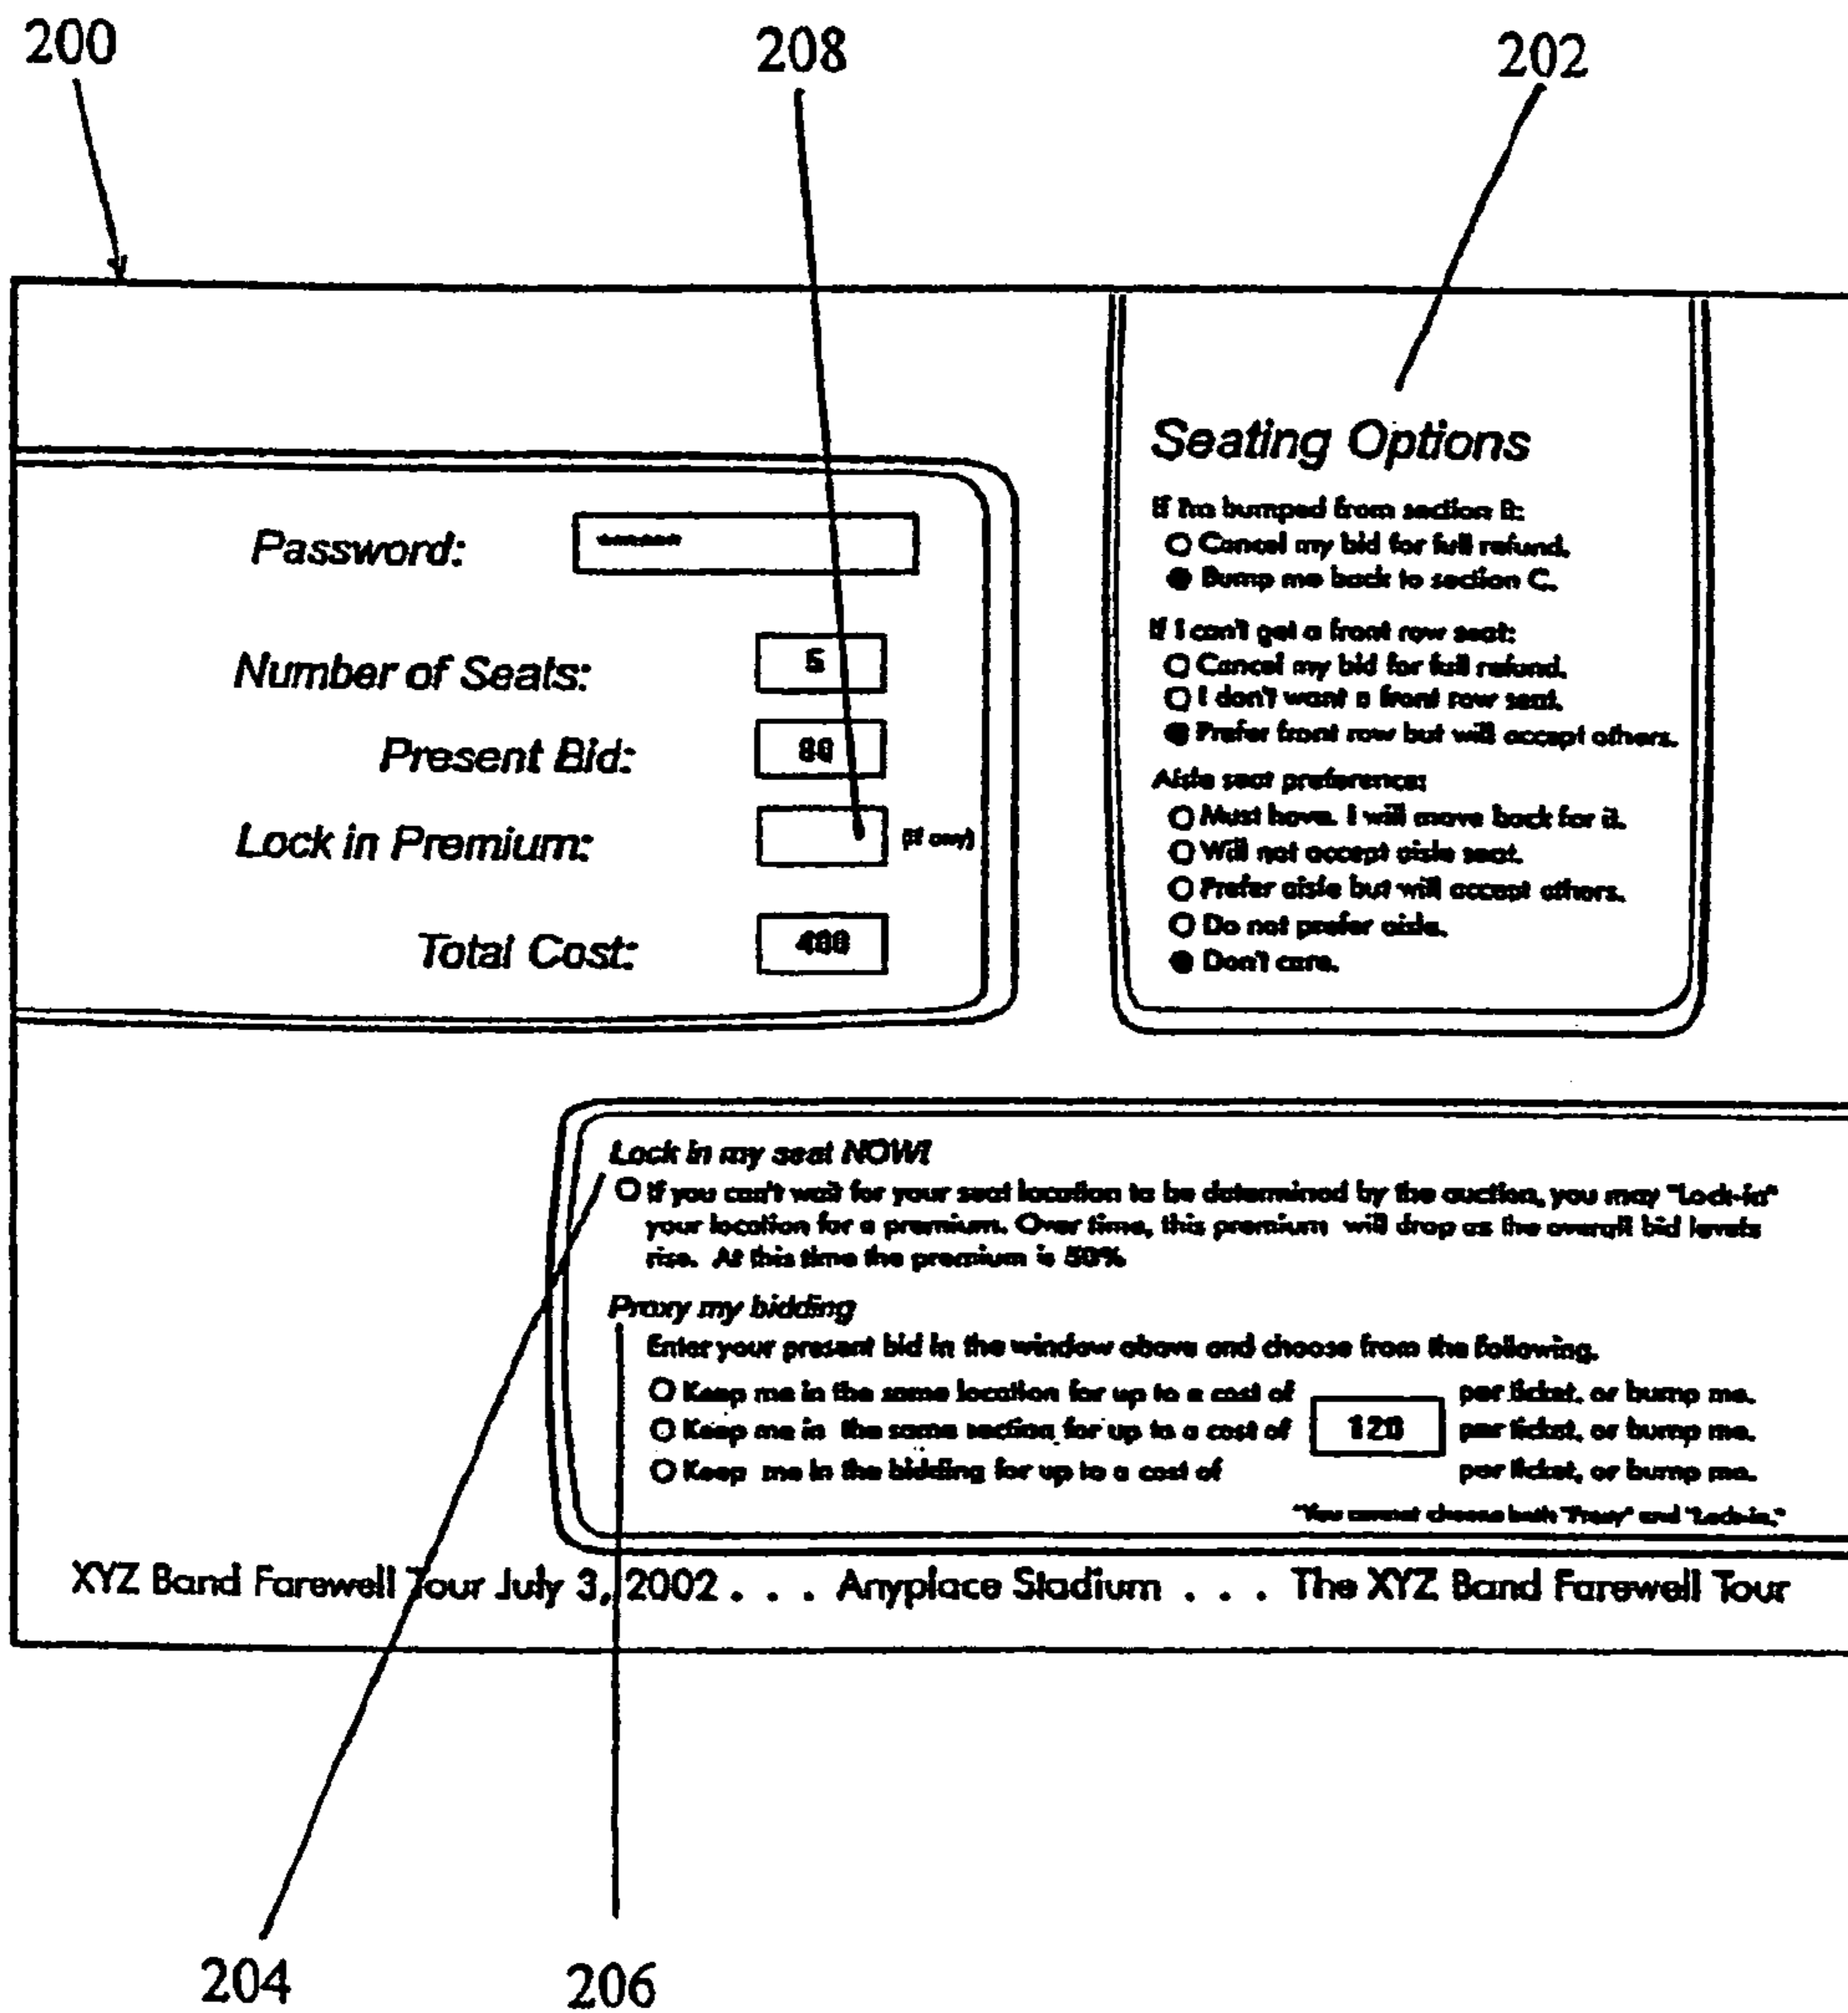 200
208
202
Password:
Number of Seats: 5
Present Bid: 80
Lock in Premium: (if any)
Total Cost: 400
Seating Options
If I'm bumped from section B:
Cancel my bid for full refund.
Bump me back to section C.
If I can't get a front row seat:
Cancel my bid for full refund.
I don't want a front row seat.
Prefer front row but will accept others.
Aisle seat preference:
Must have. I will move back for it.
Will not accept aisle seat.
Prefer aisle but will accept others.
Do not prefer aisle.
Don't care.
Lock in my seat NOW!
If you can't wait for your seat location to be determined by the auction, you may "Lock-in"
your location for a premium. Over time, this premium will drop as the overall bid levels
rise. At this time the premium is 50%
Proxy my bidding
Enter your present bid in the window above and choose from the following.
Keep me in the same location for up to a cost of per ticket, or bump me.
Keep me in the same section for up to a cost of 120 per ticket, or bump me.
Keep me in the bidding for up to a cost of per ticket, or bump me.
"You cannot choose both "Proxy" and "Lock-in."
XYZ Band Farewell Tour July 3, 2002 . . . Anyplace Stadium . . . The XYZ Band Farewell Tour
204
206